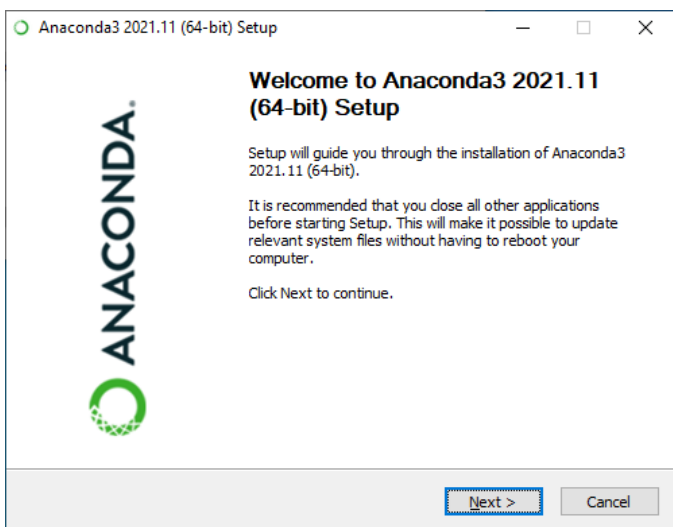 Anaconda3 2021.11 (64-bit) Setup
Welcome to Anaconda3 2021.11
(64-bit) Setup
Setup will guide you through the installation of Anaconda3
2021.11 (64-bit).
It is recommended that you close all other applications
before starting Setup. This will make it possible to update
relevant system files without having to reboot your
computer.
Click Next to continue.
ANACONDA.
Next >
Cancel